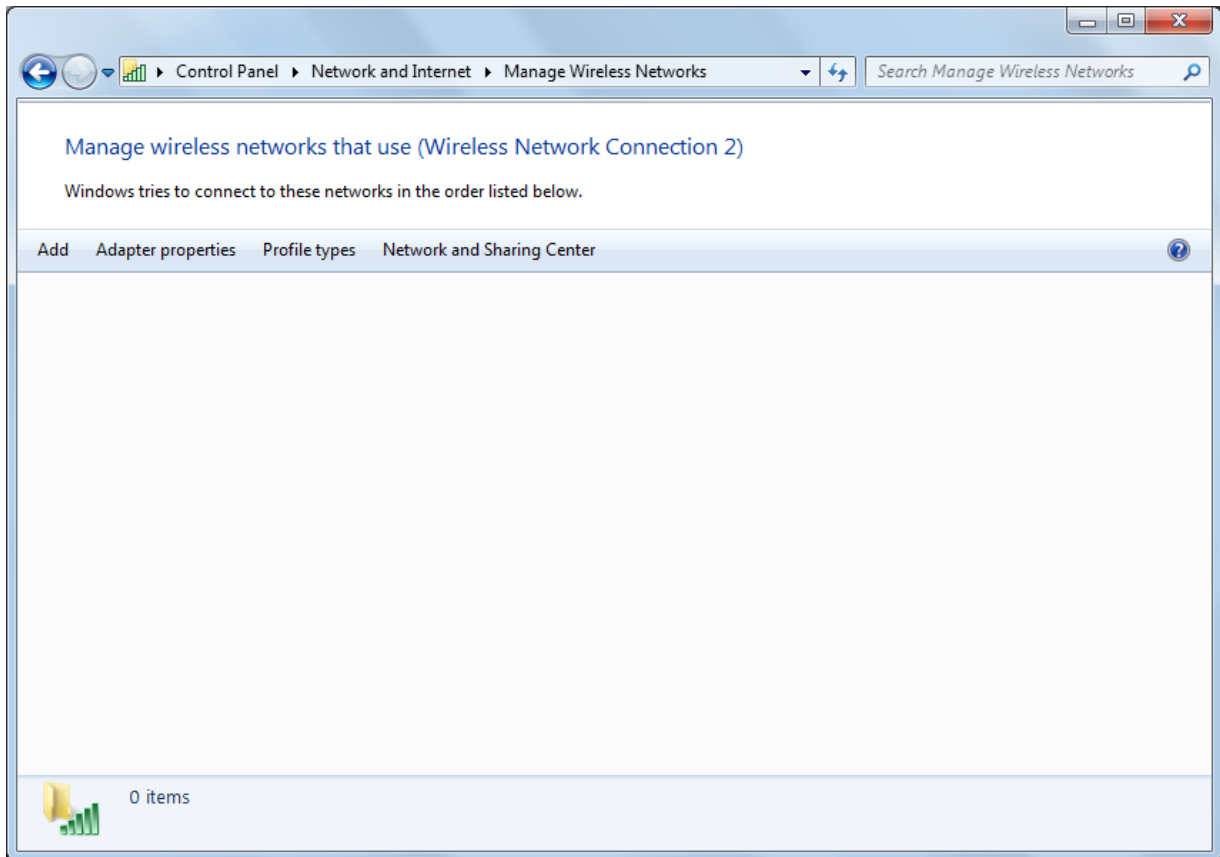 Control Panel Network and Internet Manage Wireless Networks Search Manage Wireless Networks
Manage wireless networks that use (Wireless Network Connection 2)
Windows tries to connect to these networks in the order listed below.
Add Adapter properties Profile types Network and Sharing Center
0 items